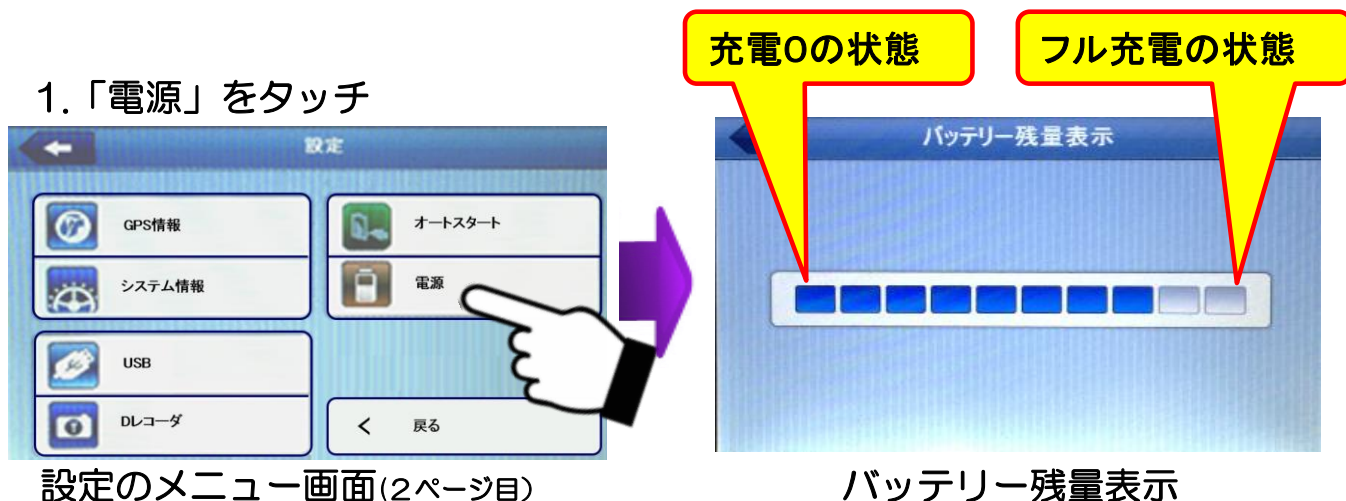 充電0の状態
フル充電の状態
1.「電源」をタッチ
設定
GPS情報
オートスタート
システム情報
電源
USB
Dレコーダ
< 戻る
バッテリー残量表示
設定のメニュー画面(2ページ目)
バッテリー残量表示